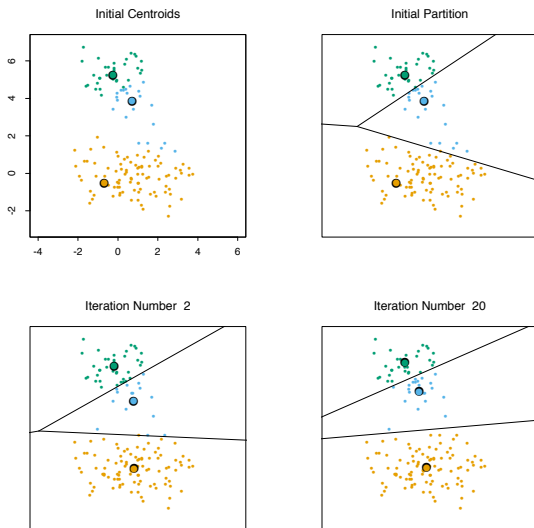 Initial Centroids
Initial Partition
6
4
2
0
-2
-4 -2 0 2 4 6
Iteration Number 2
Iteration Number 20